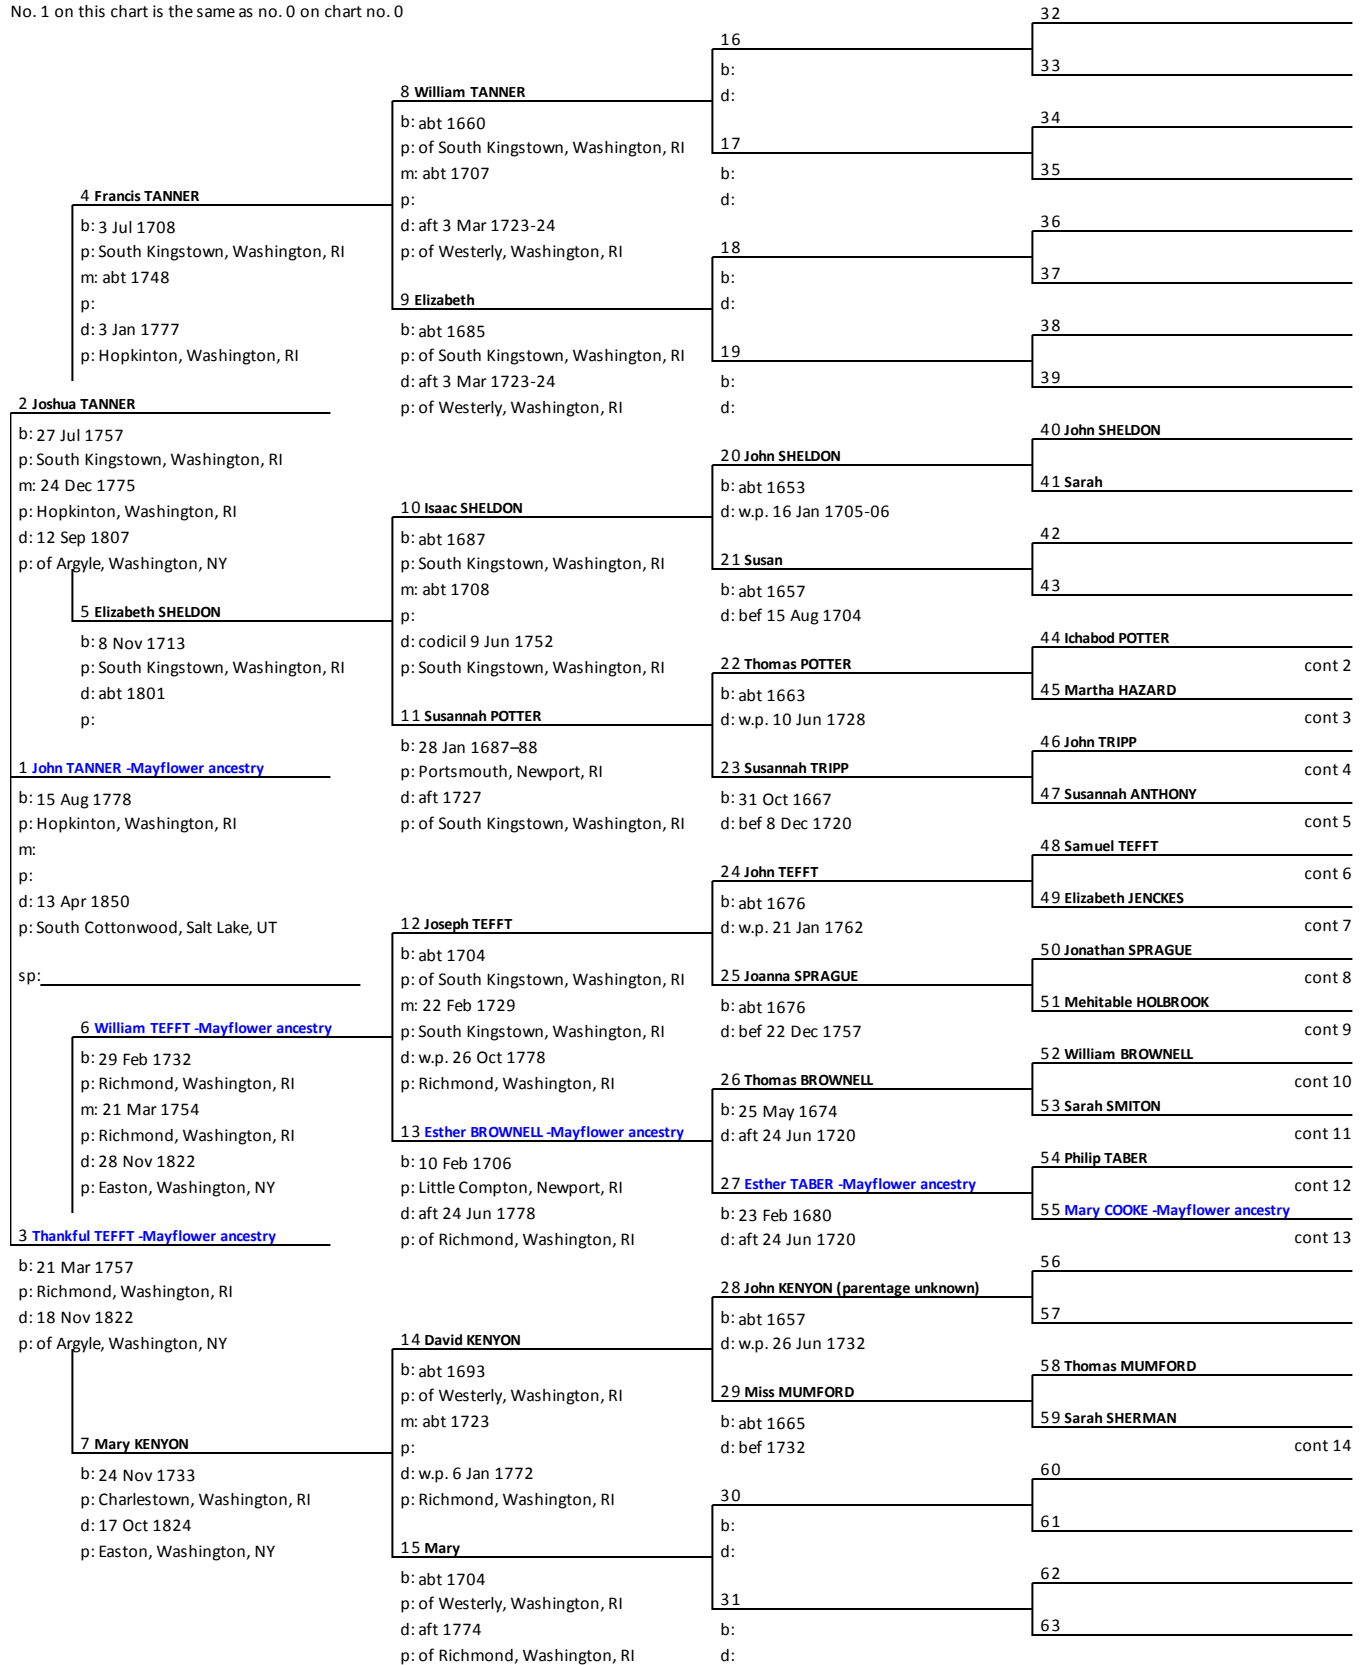 No. 1 on this chart is the same as no. 0 on chart no. 0
2 Joshua TANNER
b: 27 Jul 1757
p: South Kingstown, Washington, RI
m: 24 Dec 1775
p: Hopkinton, Washington, RI
d: 12 Sep 1807
p: of Argyle, Washington, NY
1 John TANNER -Mayflower ancestry
b: 15 Aug 1778
p: Hopkinton, Washington, RI
m:
p:
d: 13 Apr 1850
p: South Cottonwood, Salt Lake, UT
sp:
3 Thankful TEFFT -Mayflower ancestry
b: 21 Mar 1757
p: Richmond, Washington, RI
d: 18 Nov 1822
p: of Argyle, Washington, NY
4 Francis TANNER
b: 3 Jul 1708
p: South Kingstown, Washington, RI
m: abt 1748
p:
d: 3 Jan 1777
p: Hopkinton, Washington, RI
5 Elizabeth SHELDON
b: 8 Nov 1713
p: South Kingstown, Washington, RI
d: abt 1801
p:
6 William TEFFT -Mayflower ancestry
b: 29 Feb 1732
p: Richmond, Washington, RI
m: 21 Mar 1754
p: Richmond, Washington, RI
d: 28 Nov 1822
p: Easton, Washington, NY
7 Mary KENYON
b: 24 Nov 1733
p: Charlestown, Washington, RI
d: 17 Oct 1824
p: Easton, Washington, NY
8 William TANNER
b: abt 1660
p: of South Kingstown, Washington, RI
m: abt 1707
p:
d: aft 3 Mar 1723-24
p: of Westerly, Washington, RI
9 Elizabeth
b: abt 1685
p: of South Kingstown, Washington, RI
d: aft 3 Mar 1723-24
p: of Westerly, Washington, RI
10 Isaac SHELDON
b: abt 1687
p: South Kingstown, Washington, RI
m: abt 1708
p:
d: codicil 9 Jun 1752
p: South Kingstown, Washington, RI
11 Susannah POTTER
b: 28 Jan 1687–88
p: Portsmouth, Newport, RI
d: aft 1727
p: of South Kingstown, Washington, RI
12 Joseph TEFFT
b: abt 1704
p: of South Kingstown, Washington, RI
m: 22 Feb 1729
p: South Kingstown, Washington, RI
d: w.p. 26 Oct 1778
p: Richmond, Washington, RI
13 Esther BROWNELL -Mayflower ancestry
b: 10 Feb 1706
p: Little Compton, Newport, RI
d: aft 24 Jun 1778
p: of Richmond, Washington, RI
14 David KENYON
b: abt 1693
p: of Westerly, Washington, RI
m: abt 1723
p:
d: w.p. 6 Jan 1772
p: Richmond, Washington, RI
15 Mary
b: abt 1704
p: of Westerly, Washington, RI
d: aft 1774
p: of Richmond, Washington, RI
16
b:
d:
17
b:
d:
18
b:
d:
19
b:
d:
20 John SHELDON
b: abt 1653
d: w.p. 16 Jan 1705-06
21 Susan
b: abt 1657
d: bef 15 Aug 1704
22 Thomas POTTER
b: abt 1663
d: w.p. 10 Jun 1728
23 Susannah TRIPP
b: 31 Oct 1667
d: bef 8 Dec 1720
24 John TEFFT
b: abt 1676
d: w.p. 21 Jan 1762
25 Joanna SPRAGUE
b: abt 1676
d: bef 22 Dec 1757
26 Thomas BROWNELL
b: 25 May 1674
d: aft 24 Jun 1720
27 Esther TABER -Mayflower ancestry
b: 23 Feb 1680
d: aft 24 Jun 1720
28 John KENYON (parentage unknown)
b: abt 1657
d: w.p. 26 Jun 1732
29 Miss MUMFORD
b: abt 1665
d: bef 1732
30
b:
d:
31
b:
d:
32
33
34
35
36
37
38
39
40 John SHELDON
41 Sarah
42
43
44 Ichabod POTTER
cont 2
45 Martha HAZARD
cont 3
46 John TRIPP
cont 4
47 Susannah ANTHONY
cont 5
48 Samuel TEFFT
cont 6
49 Elizabeth JENCKES
cont 7
50 Jonathan SPRAGUE
cont 8
51 Mehitable HOLBROOK
cont 9
52 William BROWNELL
cont 10
53 Sarah SMITON
cont 11
54 Philip TABER
cont 12
55 Mary COOKE -Mayflower ancestry
cont 13
56
57
58 Thomas MUMFORD
59 Sarah SHERMAN
cont 14
60
61
62
63